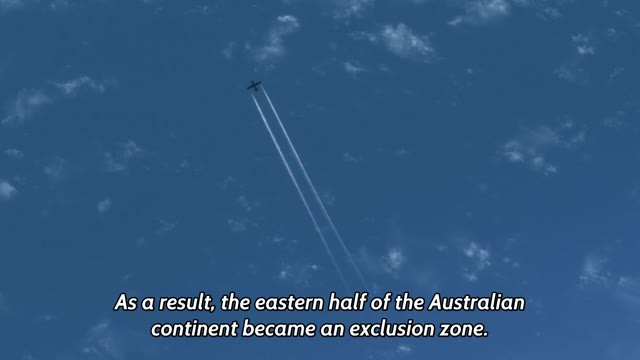 As a result, the eastern half of the Australian
continent became an exclusion zone.